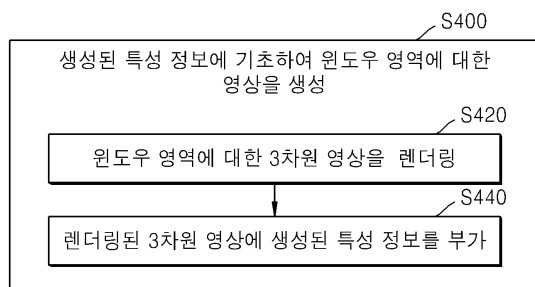 S400
생성된 특성 정보에 기초하여 윈도우 영역에 대한
영상을 생성
S420
윈도우 영역에 대한 3차원 영상을 렌더링
S440
렌더링된 3차원 영상에 생성된 특성 정보를 부가